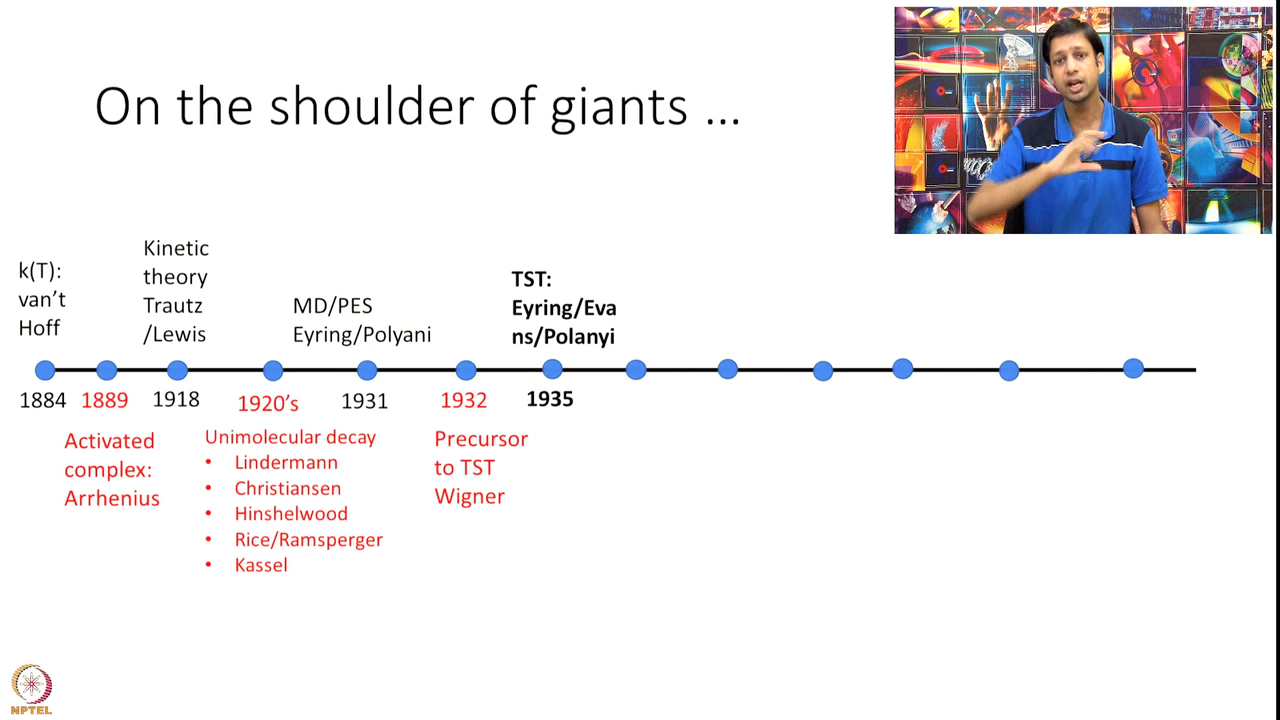 On the shoulder of giants ...
k(T):
van’t
Hoff
Kinetic
theory
Trautz
/Lewis
MD/PES
Eyring/Polyani
TST:
Eyring/Eva
ns/Polanyi
1884
1889
1918
1920’s
1931
1932
1935
Activated
complex:
Arrhenius
Unimolecular decay
• Lindermann
• Christiansen
• Hinshelwood
• Rice/Ramsperger
• Kassel
Precursor
to TST
Wigner
NPTEL